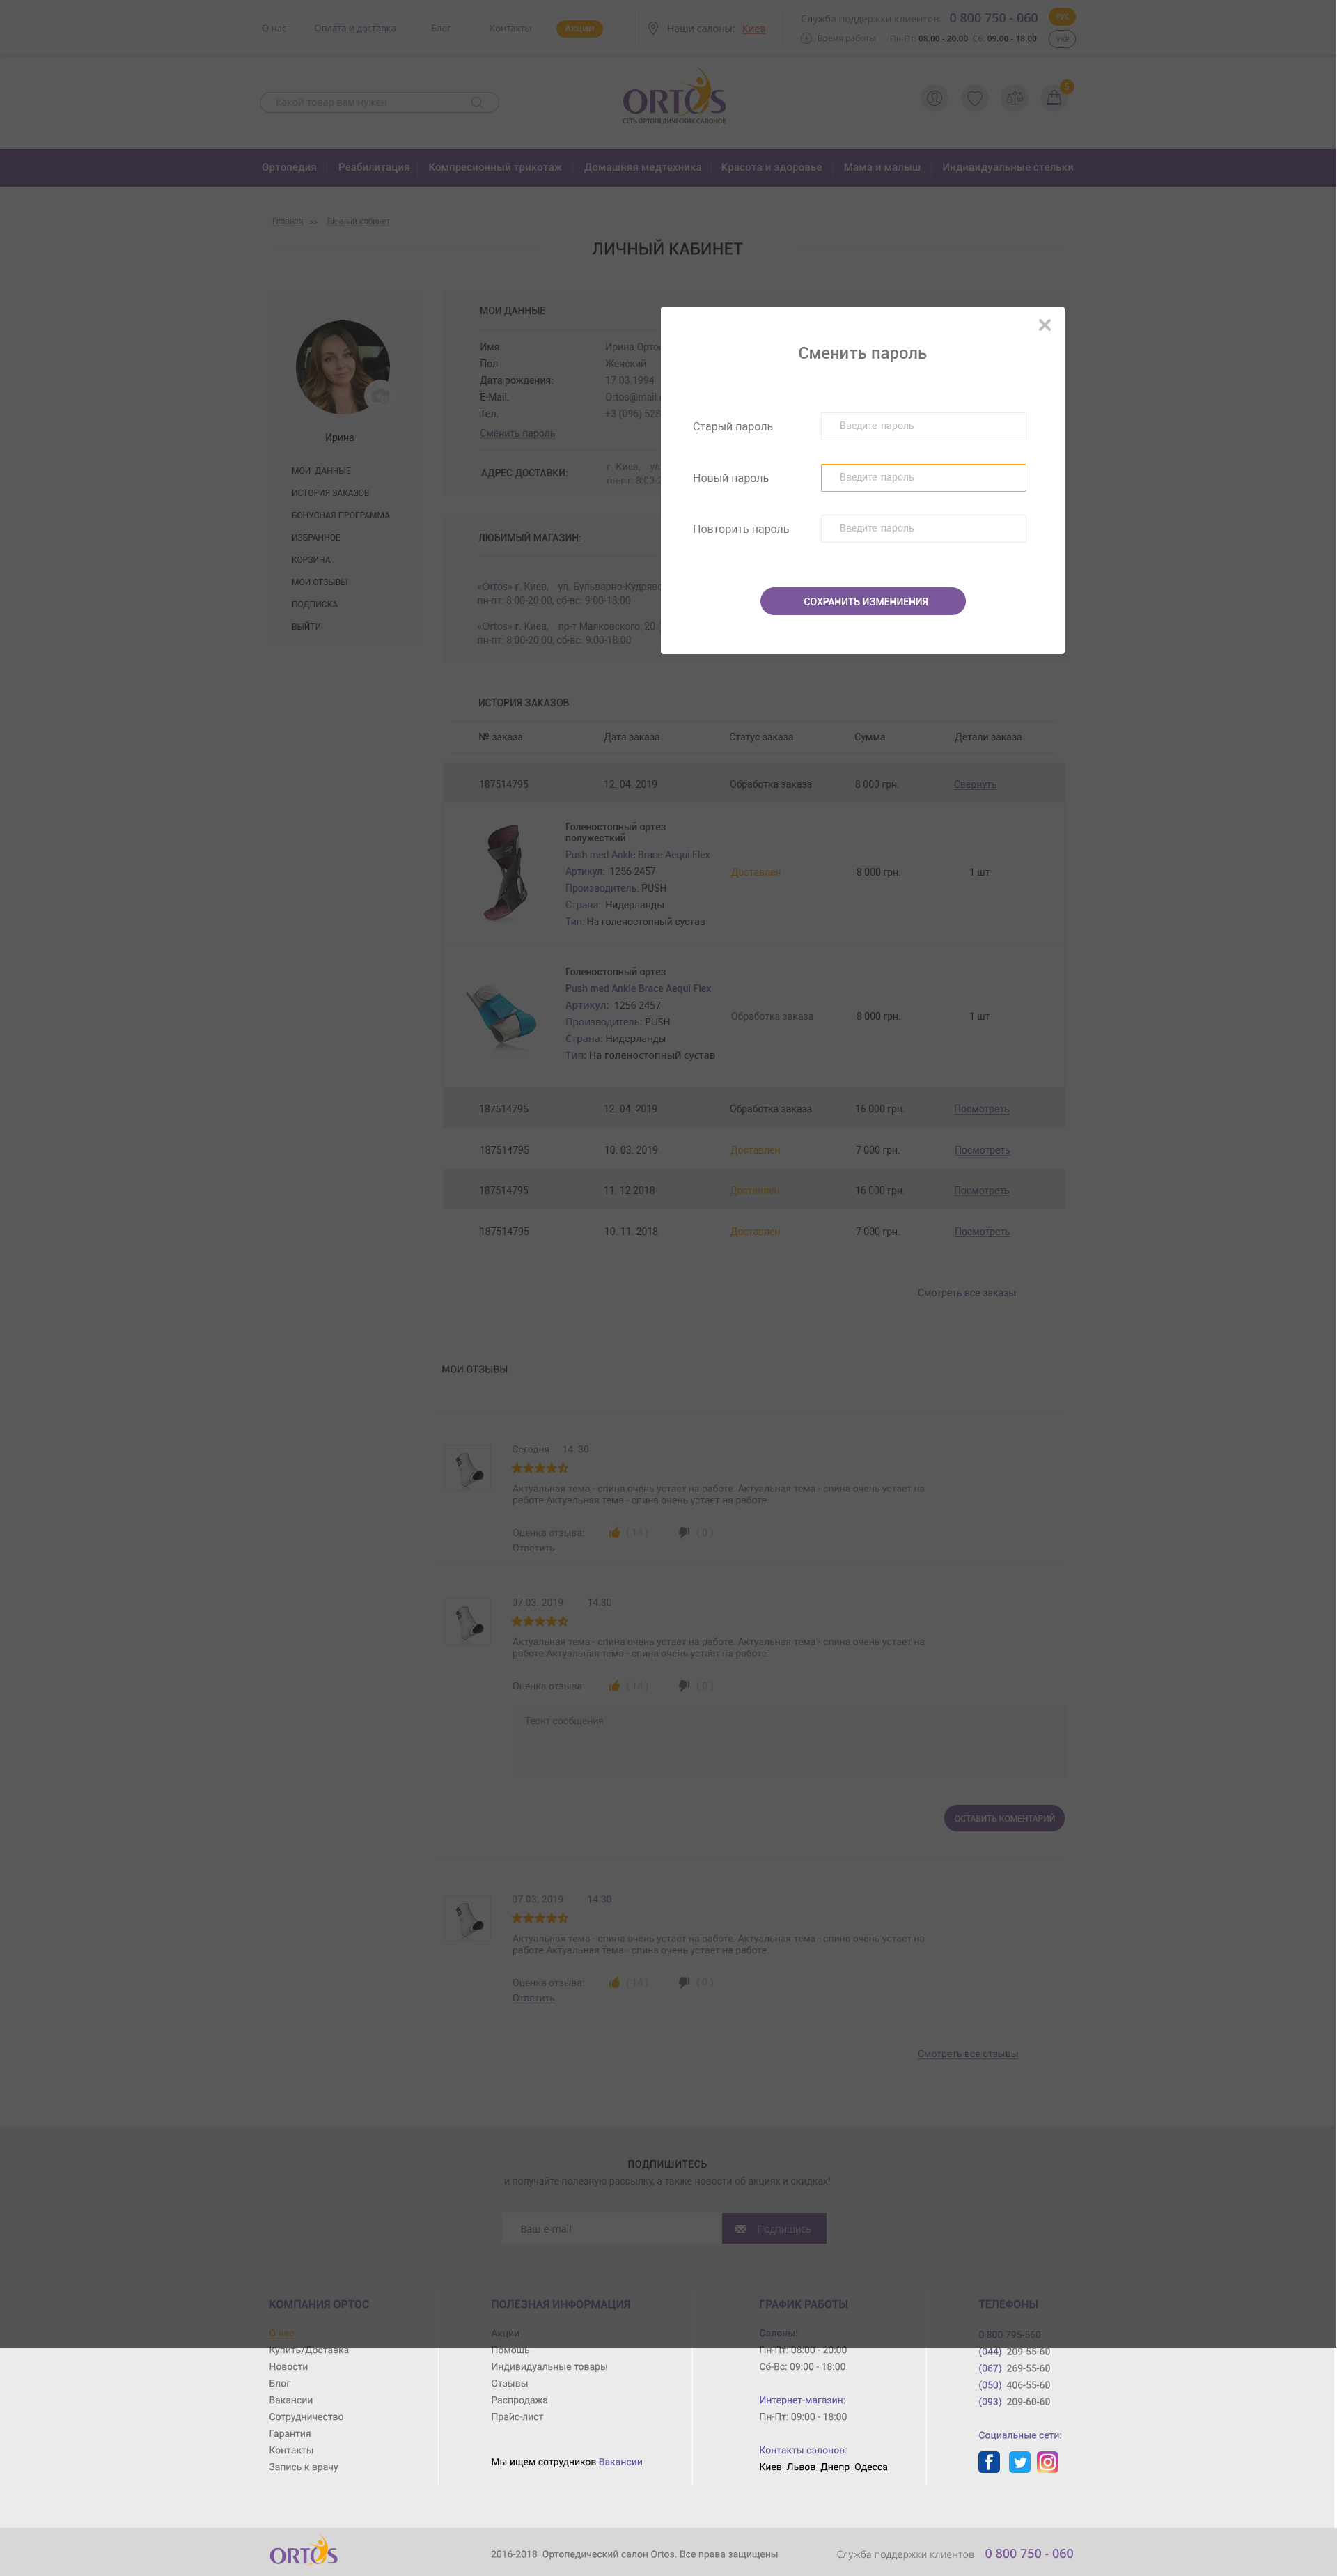 О нас Оплата и доставка Блог Контакты Акции Наши салоны: Киев Служба поддержки клиентов 0 800 750 - 060 РУС
Время работы Пн-Пт: 08.00 - 20.00 Сб: 09.00 - 18.00 УКР
Какой товар вам нужен
ORTOS
СЕТЬ ОРТОПЕДИЧЕСКИХ САЛОНОВ
5
Ортопедия Реабилитация Компресионный трикотаж Домашняя медтехника Красота и здоровье Мама и малыш Индивидуальные стельки
Главная >> Личный кабинет
ЛИЧНЫЙ КАБИНЕТ
Ирина
МОИ ДАННЫЕ
ИСТОРИЯ ЗАКАЗОВ
БОНУСНАЯ ПРОГРАММА
ИЗБРАННОЕ
КОРЗИНА
МОИ ОТЗЫВЫ
ПОДПИСКА
ВЫЙТИ
МОИ ДАННЫЕ
Имя: Ирина
Пол Женский
Дата рождения: 17.03.1994
E-Mail:
Тел. +3 (096) 528
Сменить пароль
АДРЕС ДОСТАВКИ: г. Киев, ул
пн-пт: 8:00-2
ЛЮБИМЫЙ МАГАЗИН:
«Ortos» г. Киев, ул. Бульварно-Кудрявс
пн-пт: 8:00-20:00, сб-вс: 9:00-18:00
«Ortos» г. Киев, пр-т Маяковского, 20 (
пн-пт: 8:00-20:00, сб-вс: 9:00-18:00
Сменить пароль
Старый пароль Введите пароль
Новый пароль Введите пароль
Повторить пароль Введите пароль
СОХРАНИТЬ ИЗМЕНИЕНИЯ
ИСТОРИЯ ЗАКАЗОВ
№ заказа Дата заказа Статус заказа Сумма Детали заказа
187514795 12. 04. 2019 Обработка заказа 8 000 грн. Свернуть
Голеностопный ортез
полужесткий
Push med Ankle Brace Aequi Flex
Артикул: 1256 2457
Производитель: PUSH
Страна: Нидерланды
Тип: На голеностопный сустав
Доставлен 8 000 грн. 1 шт
Голеностопный ортез
Push med Ankle Brace Aequi Flex
Артикул: 1256 2457
Производитель: PUSH
Страна: Нидерланды
Тип: На голеностопный сустав
Обработка заказа 8 000 грн. 1 шт
187514795 12. 04. 2019 Обработка заказа 16 000 грн. Посмотреть
187514795 10. 03. 2019 Доставлен 7 000 грн. Посмотреть
187514795 11. 12 2018 Доставлен 16 000 грн. Посмотреть
187514795 10. 11. 2018 Доставлен 7 000 грн. Посмотреть
Смотреть все заказы
МОИ ОТЗЫВЫ
Сегодня 14. 30
Актуальная тема - спина очень устает на работе. Актуальная тема - спина очень устает на
работе.Актуальная тема - спина очень устает на работе.
Оценка отзыва: ( 14 ) ( 0 )
Ответить
07.03. 2019 14.30
Актуальная тема - спина очень устает на работе. Актуальная тема - спина очень устает на
работе.Актуальная тема - спина очень устает на работе.
Оценка отзыва: ( 14 ) ( 0 )
Тескт сообщения
ОСТАВИТЬ КОМЕНТАРИЙ
07.03. 2019 14.30
Актуальная тема - спина очень устает на работе. Актуальная тема - спина очень устает на
работе.Актуальная тема - спина очень устает на работе.
Оценка отзыва: ( 14 ) ( 0 )
Ответить
Смотреть все отзывы
ПОДПИШИТЕСЬ
и получайте полезную рассылку, а также новости об акциях и скидках!
Ваш e-mail Подпишись
КОМПАНИЯ ОРТОС
О нас
Купить/Доставка
Новости
Блог
Вакансии
Сотрудничество
Гарантия
Контакты
Запись к врачу
ПОЛЕЗНАЯ ИНФОРМАЦИЯ
Акции
Помощь
Индивидуальные товары
Отзывы
Распродажа
Прайс-лист
Мы ищем сотрудников Вакансии
ГРАФИК РАБОТЫ
Салоны:
Пн-Пт: 08:00 - 20:00
Сб-Вс: 09:00 - 18:00
Интернет-магазин:
Пн-Пт: 09:00 - 18:00
Контакты салонов:
Киев Львов Днепр Одесса
ТЕЛЕФОНЫ
0 800 795-560
(044) 209-55-60
(067) 269-55-60
(050) 406-55-60
(093) 209-60-60
Социальные сети:
ORTOS 2016-2018 Ортопедический салон Ortos. Все права защищены Служба поддержки клиентов 0 800 750 - 060